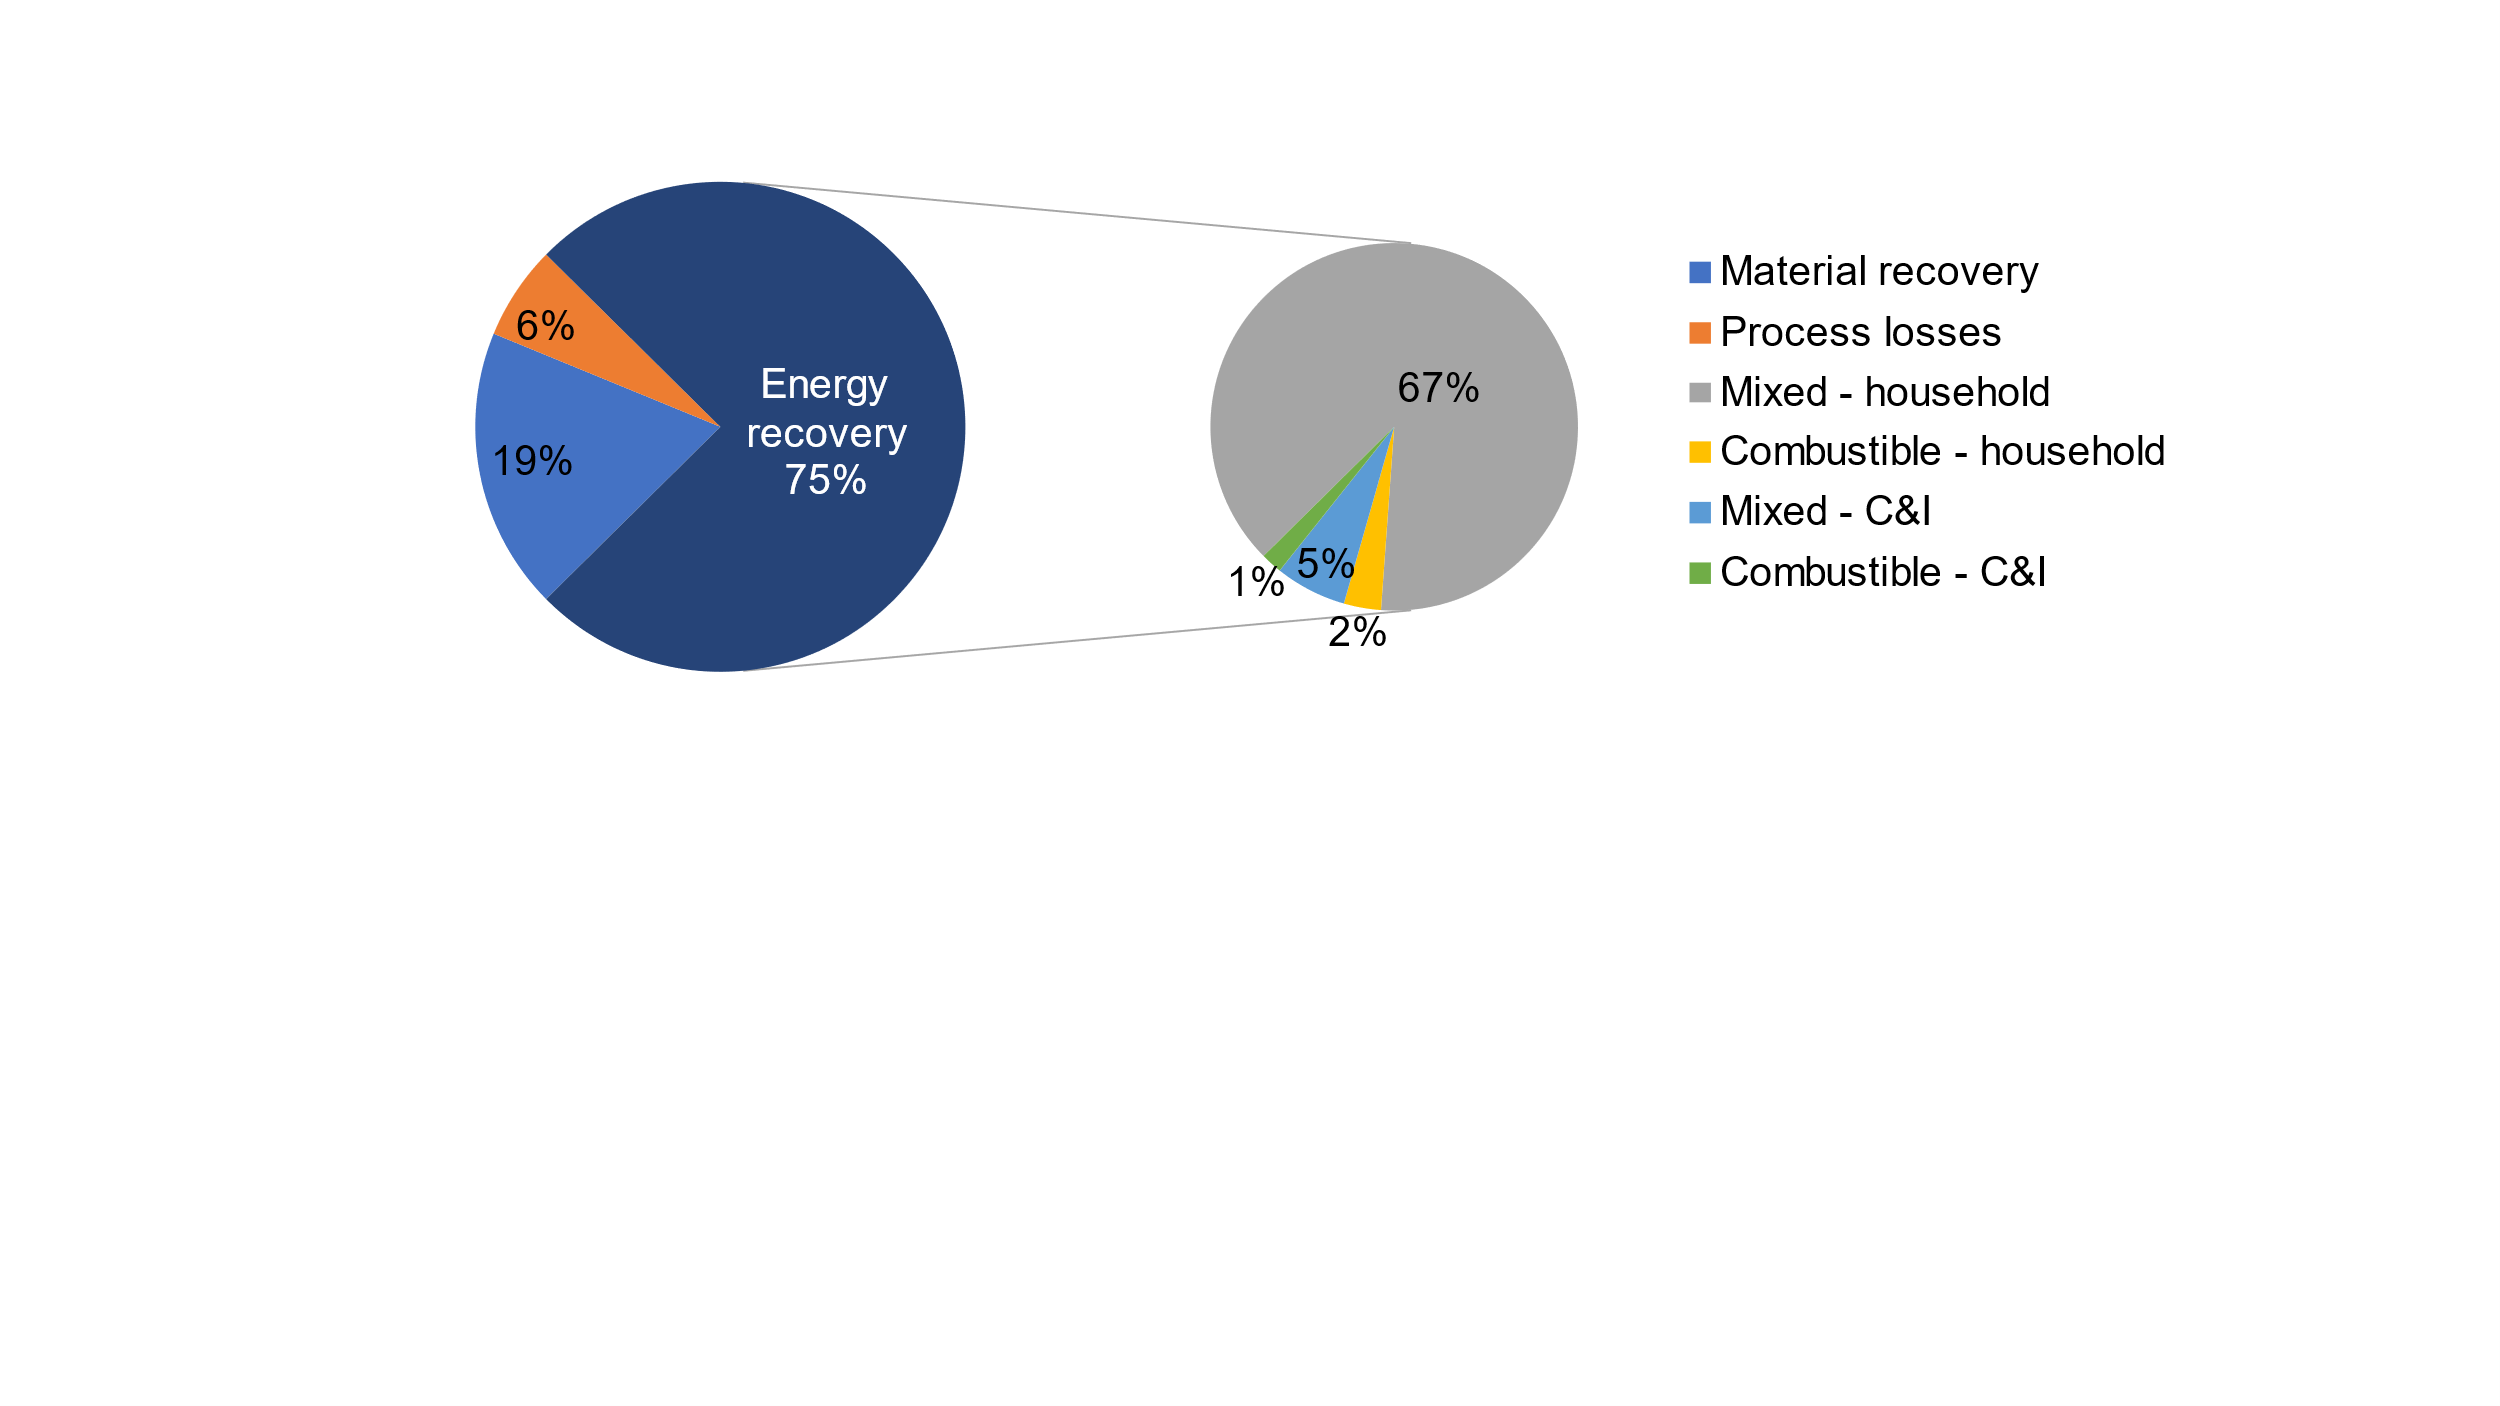 6%
19%
Energy
recovery
75%
67%
5%
1%
2%
Material recovery
Process losses
Mixed - household
Combustible - household
Mixed - C&I
Combustible - C&I